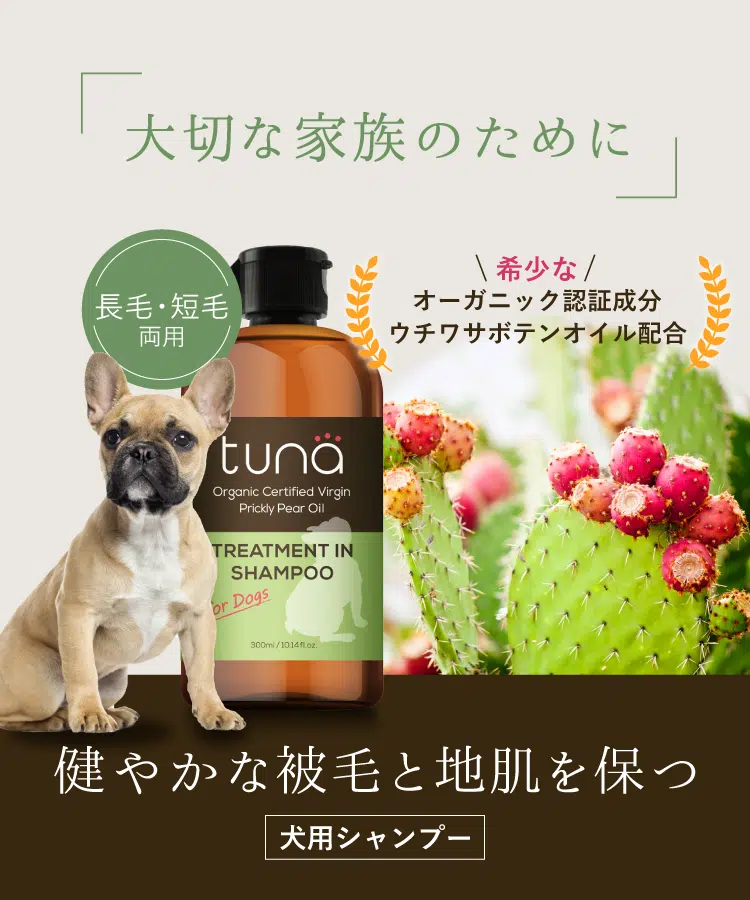 大切な家族のために
長毛・短毛
両用
\ 希少な /
オーガニック認証成分
ウチワサボテンオイル配合
tunä
Organic Certified Virgin
Prickly Pear Oil
TREATMENT IN
SHAMPOO
or Dogs
300ml / 10.14fl.oz.
健やかな被毛と地肌を保つ
犬用シャンプー